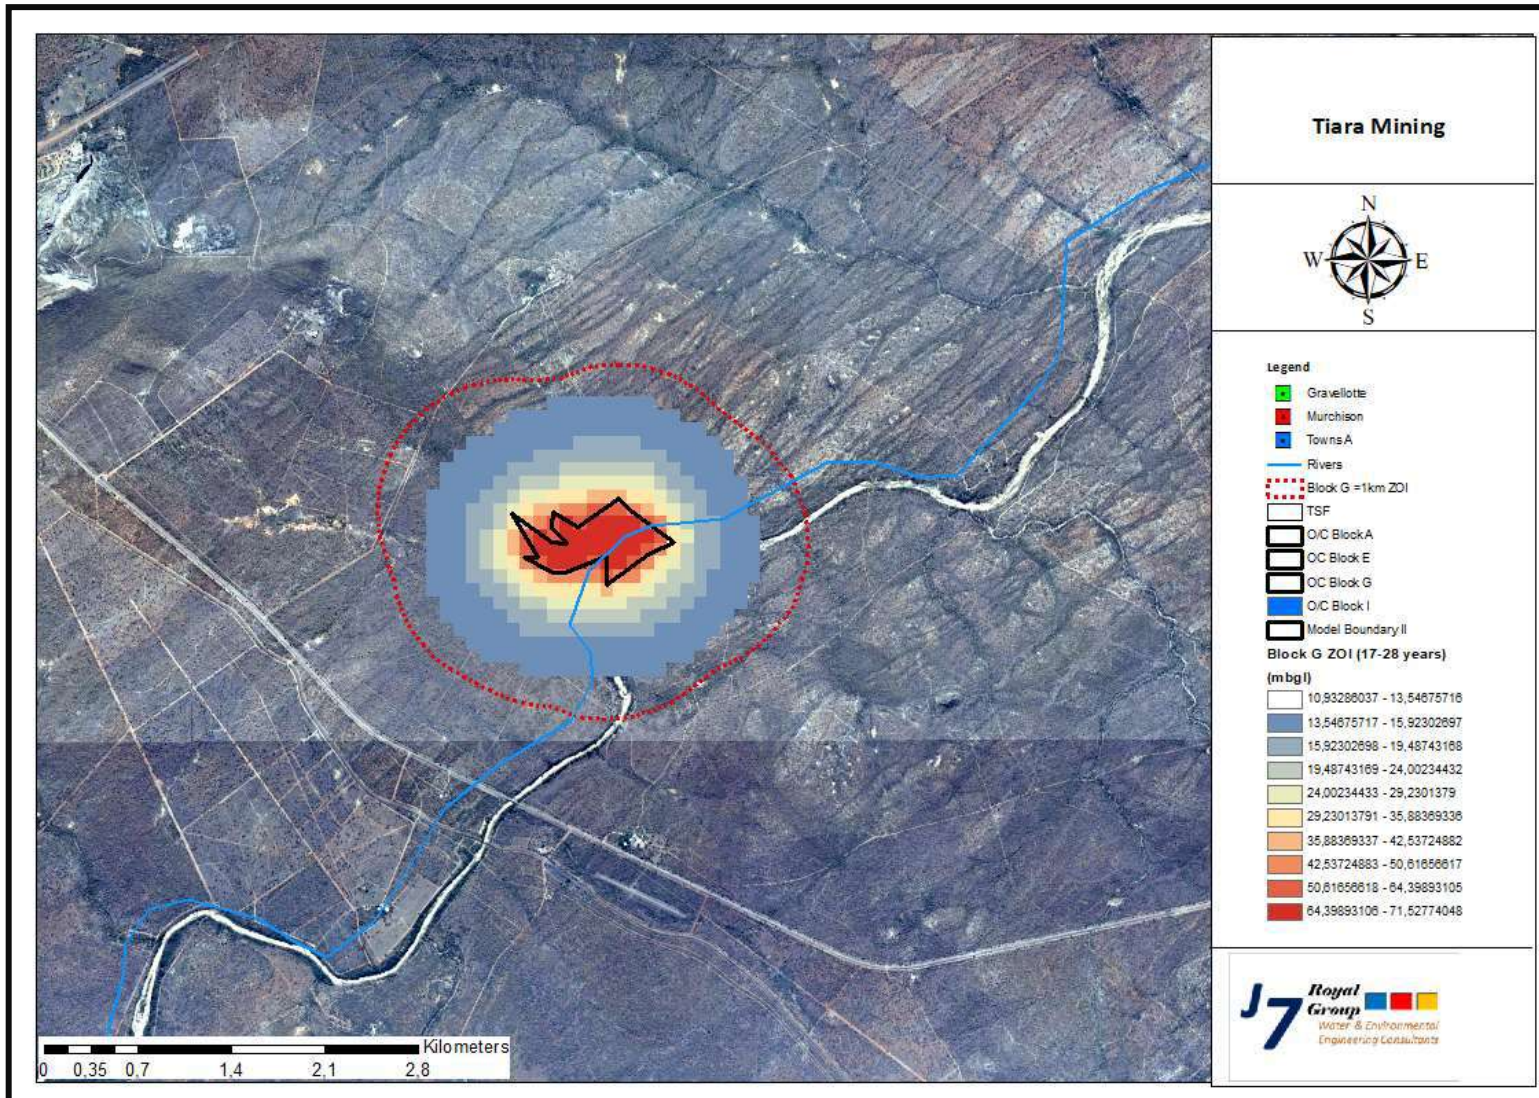 Tiara Mining
N
W E
S
Legend
Gravellotte
Murchison
Towns A
Rivers
Block G =1km ZOI
TSF
O/C Block A
OC Block E
OC Block G
O/C Block I
Model Boundary II
Block G ZOI (17-28 years)
(mbgl)
10,93286037 - 13,54675716
13,54675717 - 15,92302697
15,92302698 - 19,48743168
19,48743169 - 24,00234432
24,00234433 - 29,2301379
29,23013791 - 35,88369336
35,88369337 - 42,53724882
42,53724883 - 50,61656617
50,61656618 - 64,39893105
64,39893106 - 71,52774048
J7
Royal
Group
Water & Environmental
Engineering Consultants
Kilometers
0 0,35 0,7 1,4 2,1 2,8